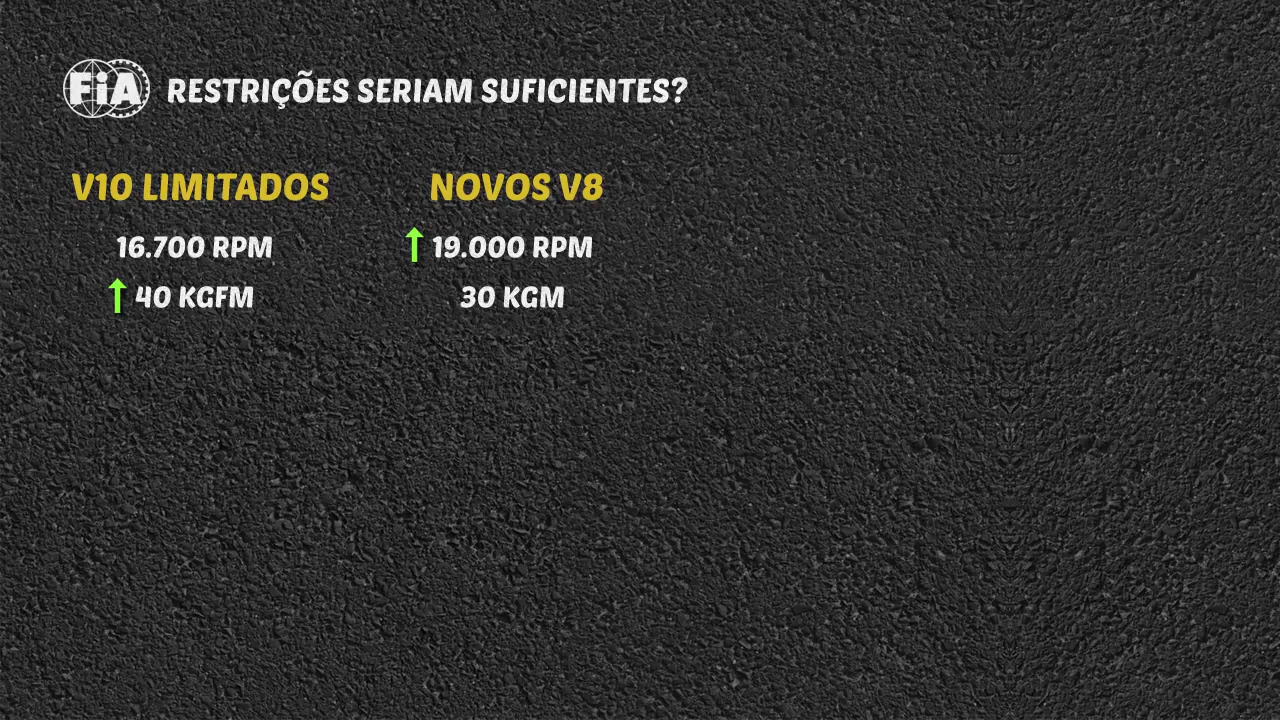 FiA RESTRIÇÕES SERIAM SUFICIENTES?
V10 LIMITADOS
16.700 RPM
40 KGFM
NOVOS V8
19.000 RPM
30 KGM